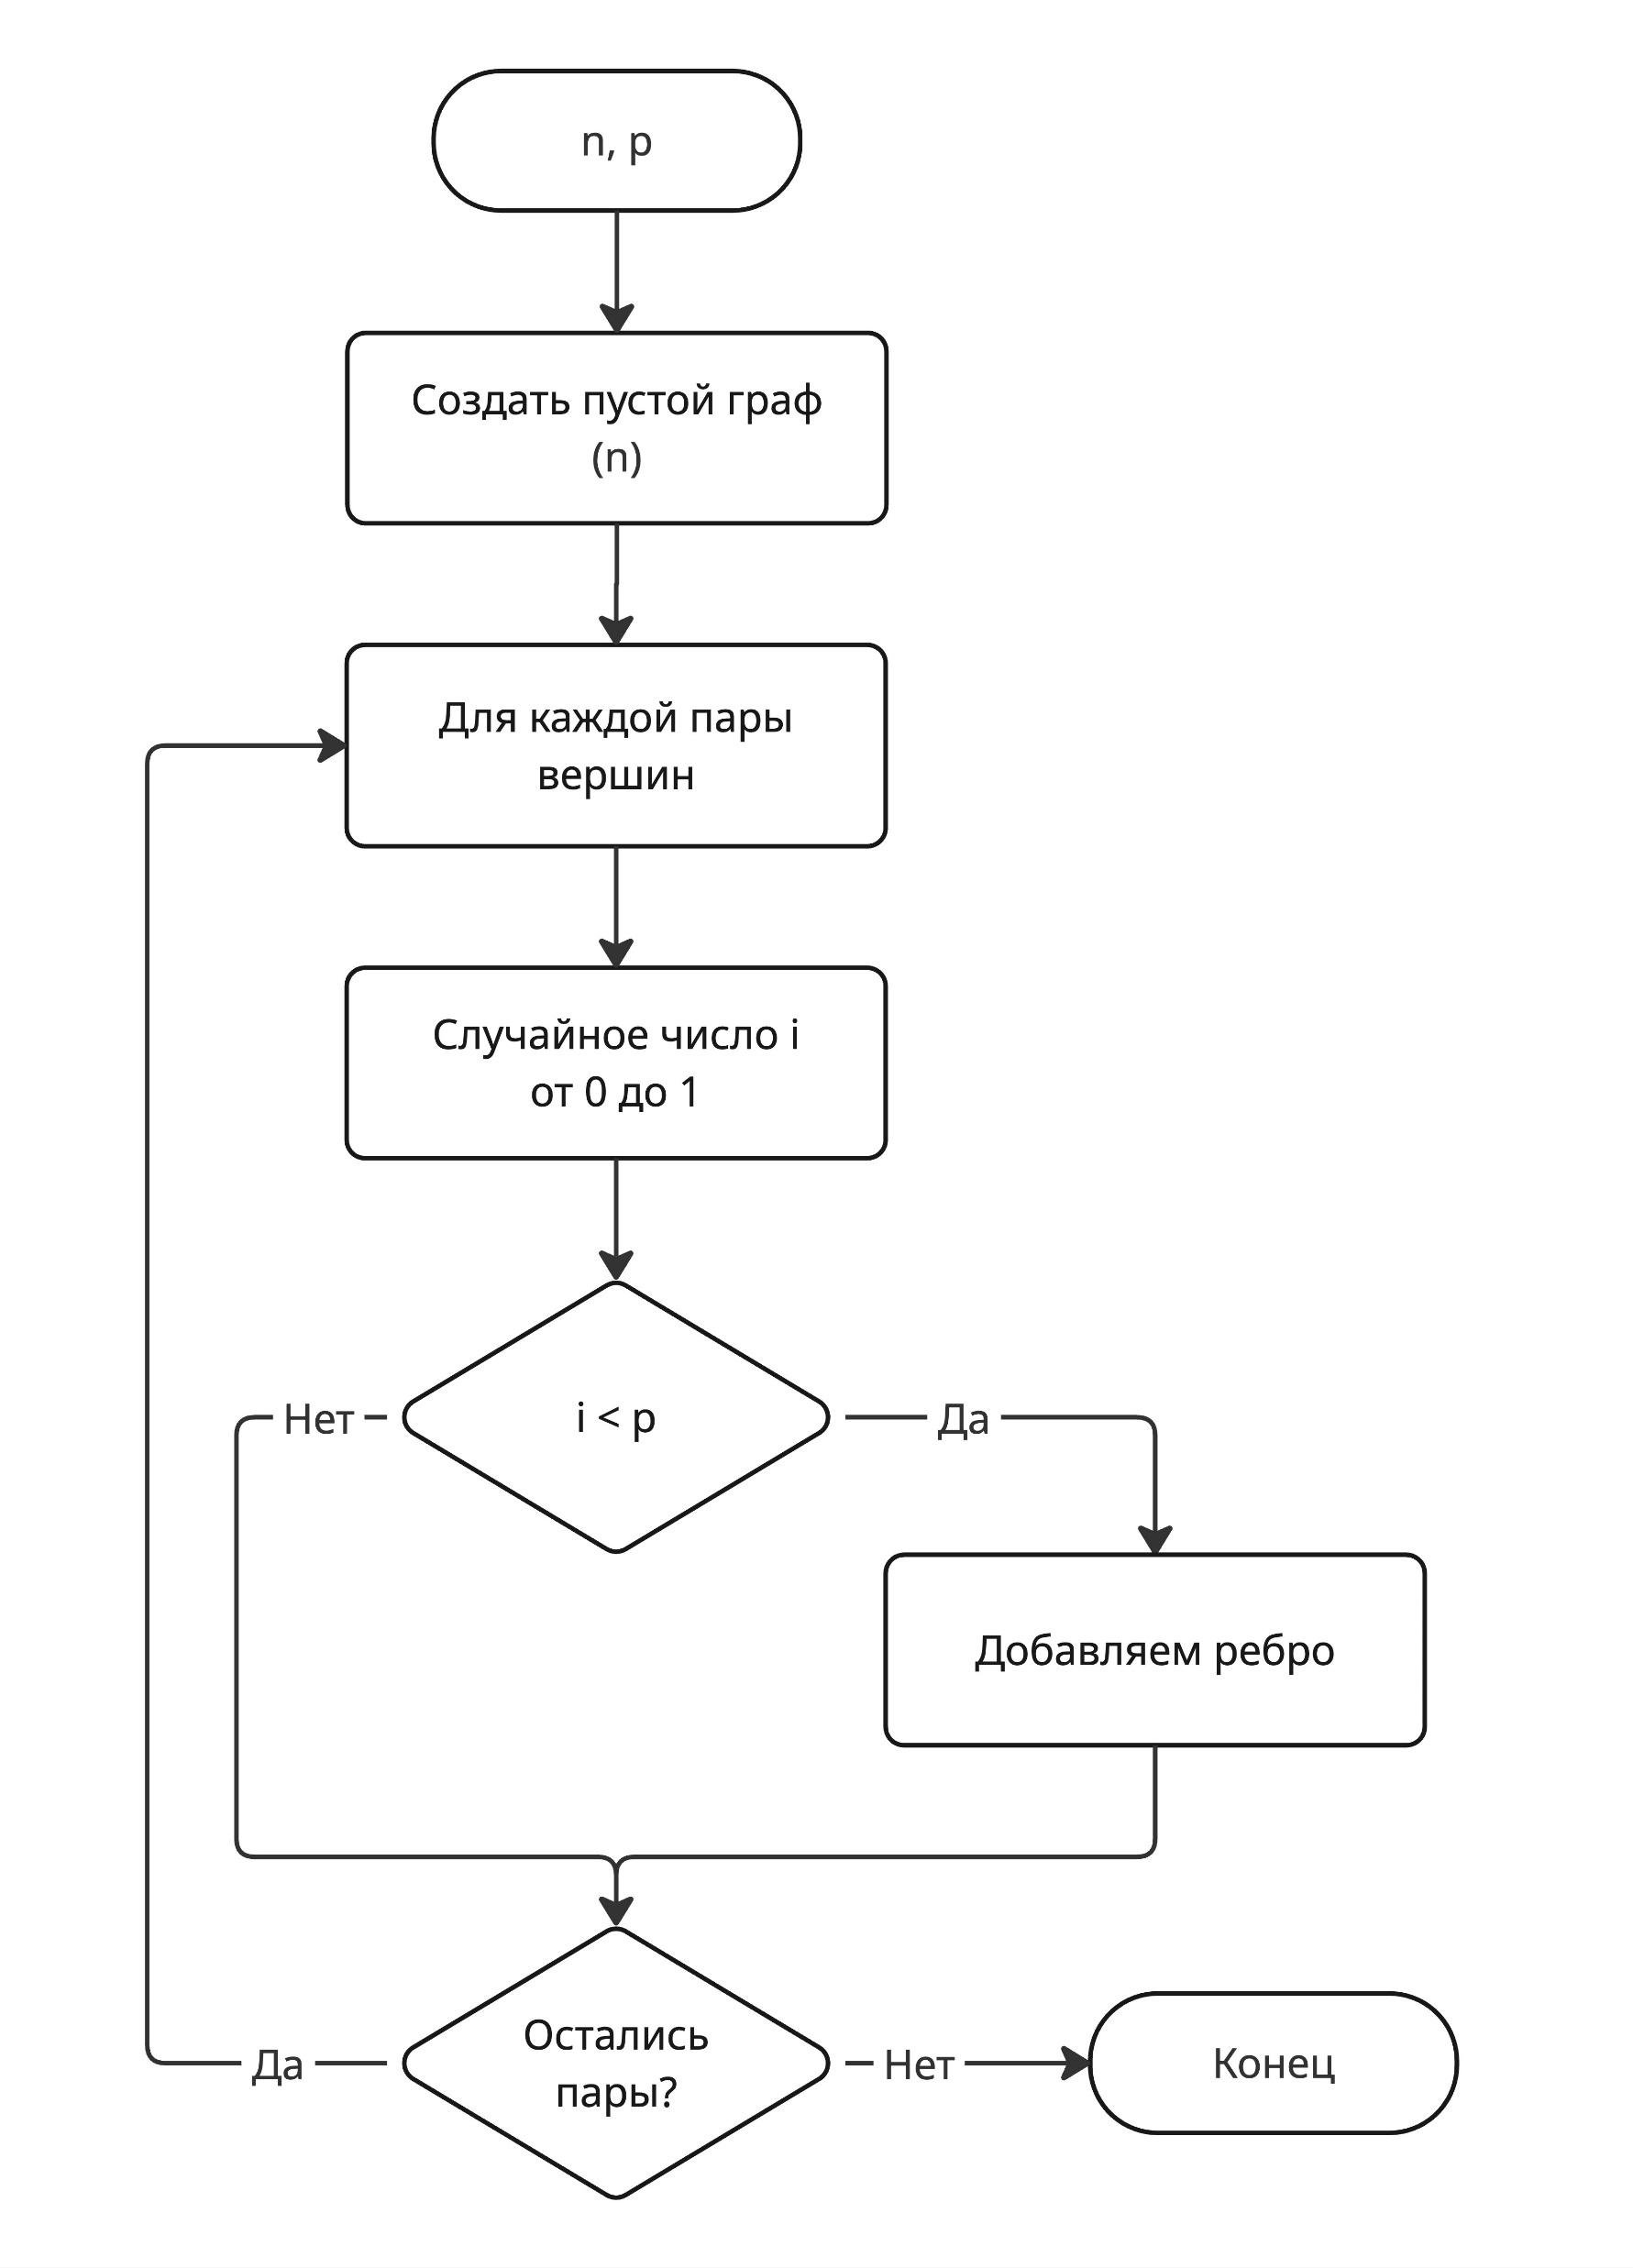 n, p
Создать пустой граф
(n)
Для каждой пары
вершин
Случайное число i
от 0 до 1
i < p
Нет
Да
Добавляем ребро
Остались
пары?
Да
Нет
Конец